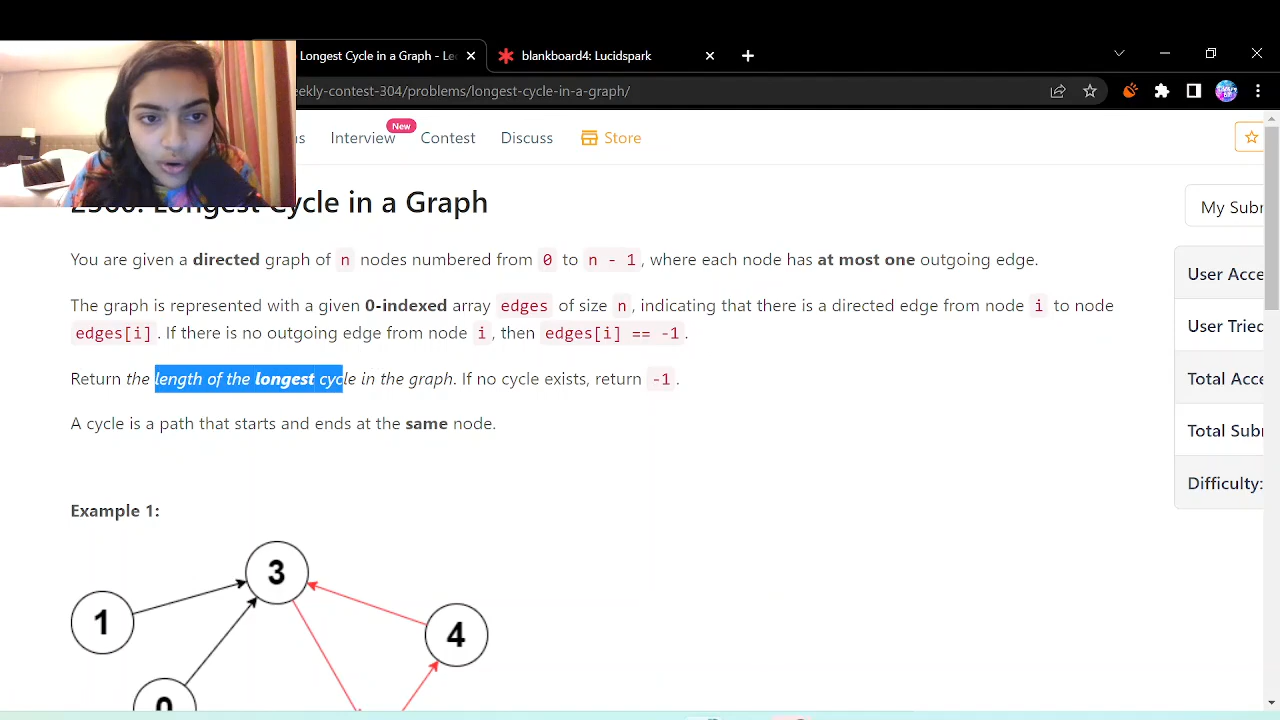 Longest Cycle in a Graph - Le
blankboard4: Lucidspark
eekly-contest-304/problems/longest-cycle-in-a-graph/
Interview New Contest Discuss Store
Cycle in a Graph
My Subr
You are given a directed graph of n nodes numbered from 0 to n - 1, where each node has at most one outgoing edge.
User Acce
The graph is represented with a given 0-indexed array edges of size n, indicating that there is a directed edge from node i to node
User Tried
edges[i]. If there is no outgoing edge from node i, then edges[i] == -1.
Return the length of the longest cycle in the graph. If no cycle exists, return -1.
Total Acce
A cycle is a path that starts and ends at the same node.
Total Subr
Difficulty:
Example 1:
3
1
4
0